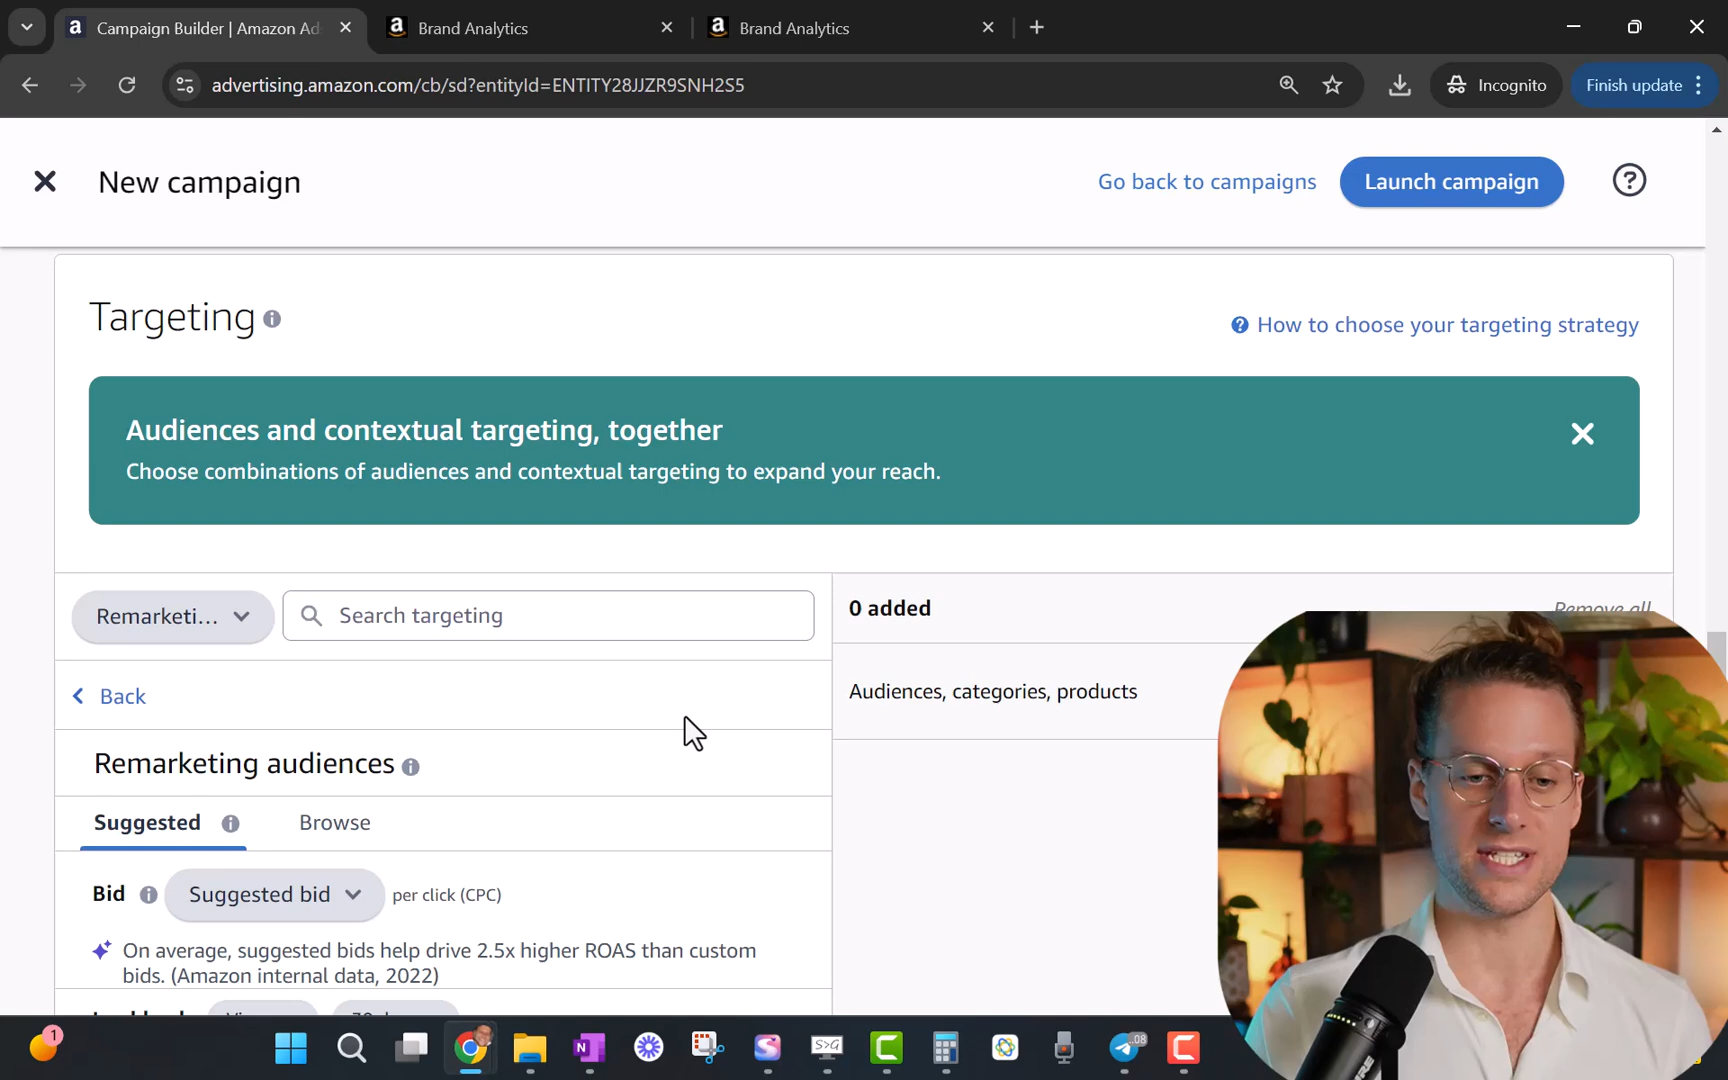 Campaign Builder | Amazon Ad
Brand Analytics
Brand Analytics
advertising.amazon.com/cb/sd?entityId=ENTITY28JJZR9SNH2S5
Incognito
Finish update
New campaign
Go back to campaigns
Launch campaign
Targeting
How to choose your targeting strategy
Audiences and contextual targeting, together
Choose combinations of audiences and contextual targeting to expand your reach.
Remarketi...
Search targeting
0 added
Remove all
Back
Audiences, categories, products
Remarketing audiences
Suggested
Browse
Bid
Suggested bid
per click (CPC)
On average, suggested bids help drive 2.5x higher ROAS than custom
bids. (Amazon internal data, 2022)
1
S>G
08